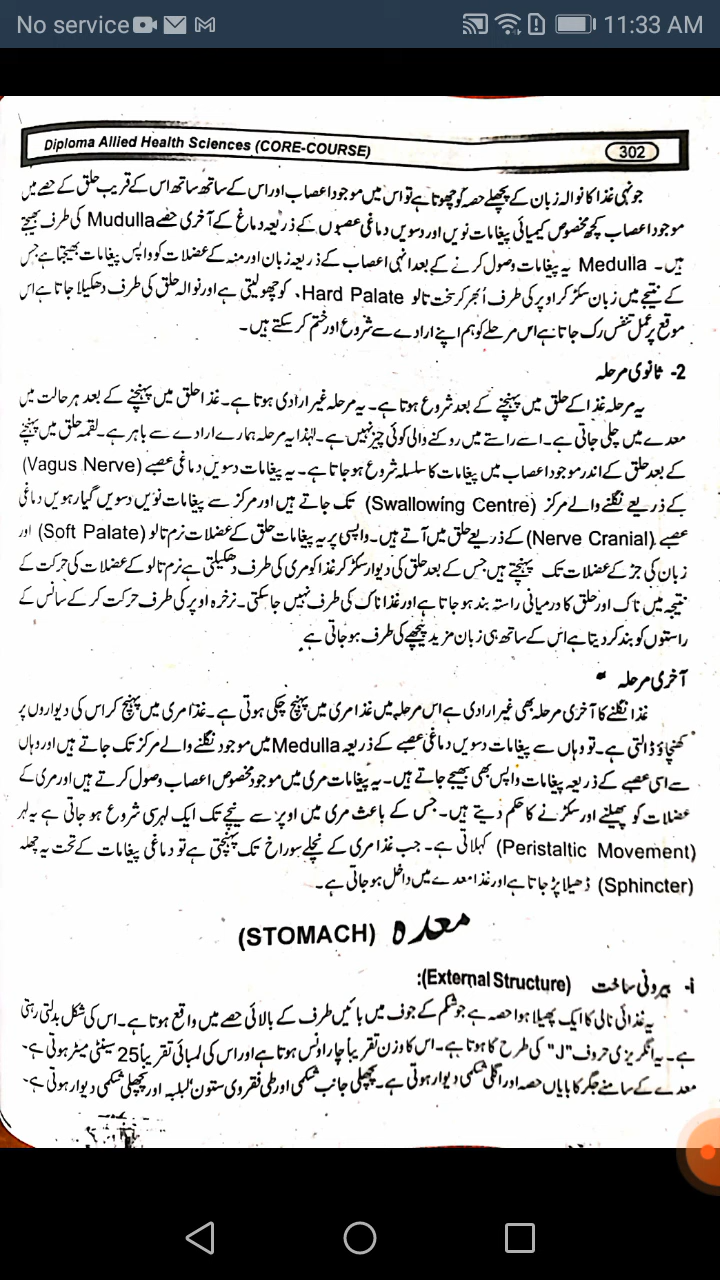 No service 11:33 AM
Diploma Allied Health Sciences (CORE-COURSE) 302
جونہی غذا کا نوالہ زبان کے پچھلے حصہ کو چھوتا ہے تو اس میں موجود اعصاب اور اس کے ساتھ ساتھ اس کے قریب حلق کے حصے میں
موجود اعصاب کچھ مخصوص کیمیائی پیغامات نویں اور دسویں دماغی عصبوں کے ذریعہ دماغ کے آخری حصے Mudulla کی طرف بھیجتے
ہیں۔ Medulla یہ پیغامات وصول کرنے کے بعد انہی اعصاب کے ذریعہ زبان اور منہ کے عضلات کو واپس پیغامات بھیجتا ہے جس
کے نتیجے میں زبان سکڑ کر اوپر کی طرف اُبھر کر سخت تالو Hard Palate، کو چھو لیتی ہے اور نوالہ حلق کی طرف دھکیلا جاتا ہے اس
موقع پر عمل تنفس رک جاتا ہے اس مرحلے کو ہم اپنے ارادے سے شروع اور ختم کر سکتے ہیں۔
2- ثانوی مرحلہ
یہ مرحلہ غذا کے حلق میں پہنچنے کے بعد شروع ہوتا ہے۔ یہ مرحلہ غیر ارادی ہوتا ہے۔ غذا حلق میں پہنچنے کے بعد ہر حالت میں
معدے میں چلی جاتی ہے۔ اسے راستے میں روکنے والی کوئی چیز نہیں ہے۔ لہٰذا یہ مرحلہ ہمارے ارادے سے باہر ہے۔ لقمہ حلق میں پہنچنے
کے بعد حلق کے اندر موجود اعصاب میں پیغامات کا سلسلہ شروع ہو جاتا ہے۔ یہ پیغامات دسویں دماغی عصبے (Vagus Nerve)
کے ذریعے نگلنے والے مرکز (Swallowing Centre) تک جاتے ہیں اور مرکز سے پیغامات نویں دسویں گیارہویں دماغی
عصبے (Nerve Cranial) کے ذریعے حلق میں آتے ہیں۔ واپسی پر یہ پیغامات حلق کے عضلات نرم تالو (Soft Palate) اور
زبان کی جڑ کے عضلات تک پہنچتے ہیں جس کے بعد حلق کی دیوار سکڑ کر غذا کو مری کی طرف دھکیلتی ہے نرم تالو کے عضلات کی حرکت کے
نتیجہ میں ناک اور حلق کا درمیانی راستہ بند ہو جاتا ہے اور غذا ناک کی طرف نہیں جا سکتی۔ نرخرہ اوپر کی طرف حرکت کر کے سانس کے
راستوں کو بند کر دیتا ہے اس کے ساتھ ہی زبان مزید پیچھے کی طرف ہو جاتی ہے
آخری مرحلہ
غذا نگلنے کا آخری مرحلہ بھی غیر ارادی ہے اس مرحلہ میں غذا مری میں پہنچ چکی ہوتی ہے۔ غذا مری میں پہنچ کر اس کی دیواروں پر
کھنچاؤ ڈالتی ہے۔ تو وہاں سے پیغامات دسویں دماغی عصبے کے ذریعہ Medulla میں موجود نگلنے والے مرکز تک جاتے ہیں اور وہاں
سے اسی عصبے کے ذریعہ پیغامات واپس بھی بھیجے جاتے ہیں۔ یہ پیغامات مری میں موجود مخصوص اعصاب وصول کرتے ہیں اور مری کے
عضلات کو پھیلنے اور سکڑنے کا حکم دیتے ہیں۔ جس کے باعث مری میں اوپر سے نیچے تک ایک لہر سی شروع ہو جاتی ہے یہ لہر
(Peristaltic Movement) کہلاتی ہے۔ جب غذا مری کے نچلے سوراخ تک پہنچتی ہے تو دماغی پیغامات کے تحت یہ چھلہ
(Sphincter) ڈھیلا پڑ جاتا ہے اور غذا معدے میں داخل ہو جاتی ہے۔
معدہ (STOMACH)
i- بیرونی ساخت (External Structure):
یہ غذائی نالی کا ایک پھیلا ہوا حصہ ہے جو شکم کے جوف میں بائیں طرف کے بالائی حصے میں واقع ہوتا ہے۔ اس کی شکل بدلتی رہتی
ہے۔ یہ انگریزی حروف "J" کی طرح کا ہوتا ہے۔ اس کا وزن تقریباً چار اونس ہوتا ہے اور اس کی لمبائی تقریباً 25 سینٹی میٹر ہوتی ہے۔
معدے کے سامنے جگر کا بایاں حصہ اور اگلی شکمی دیوار ہوتی ہے۔ پچھلی جانب شکمی اورطی فقروی ستون لبلبہ اور پچھلی شکمی دیوار ہوتی ہے۔